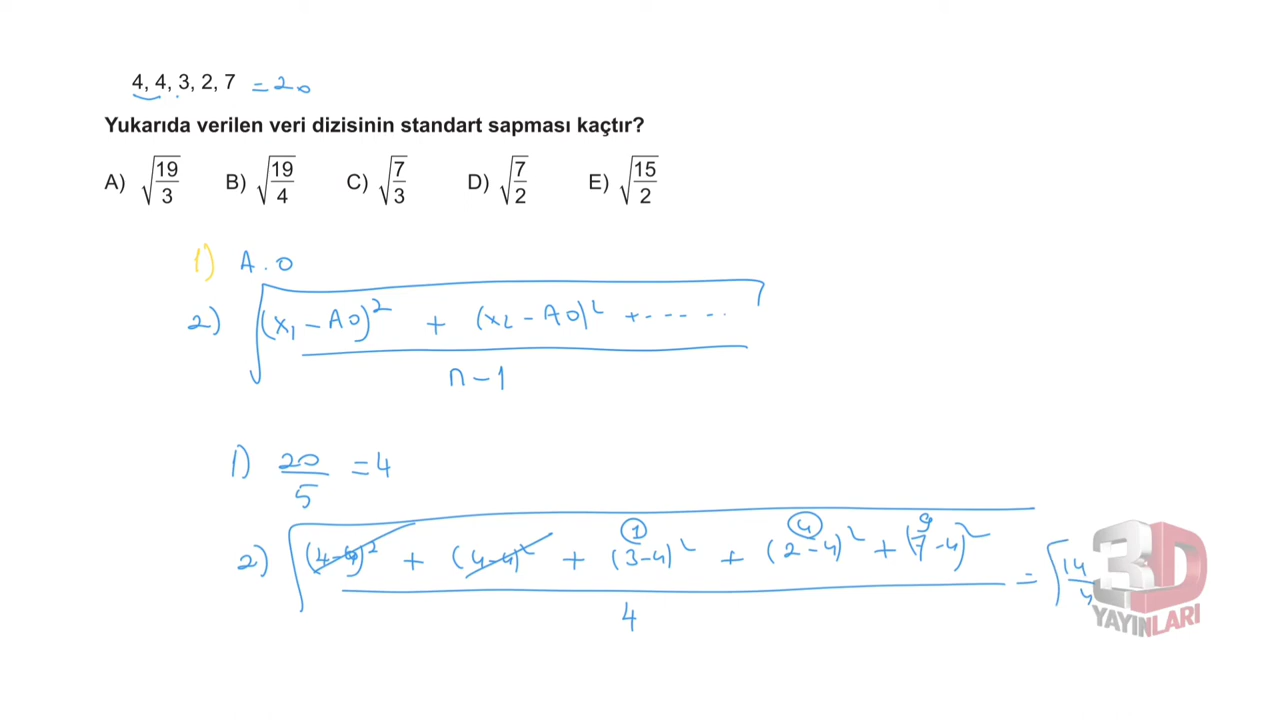 4, 4, 3, 2, 7 = 20
Yukarıda verilen veri dizisinin standart sapması kaçtır?
A) √(19/3) B) √(19/4) C) √(7/3) D) √(7/2) E) √(15/2)
1) A.O
2) √(((x₁ - AO)² + (x₂ - AO)² + ......)/(n - 1))
1) 20/5 = 4
2) √(((4-4)² + (4-4)² + (3-4)² + (2-4)² + (7-4)²)/4) = √(14/4)
1 4 9
3D
YAYINLARI